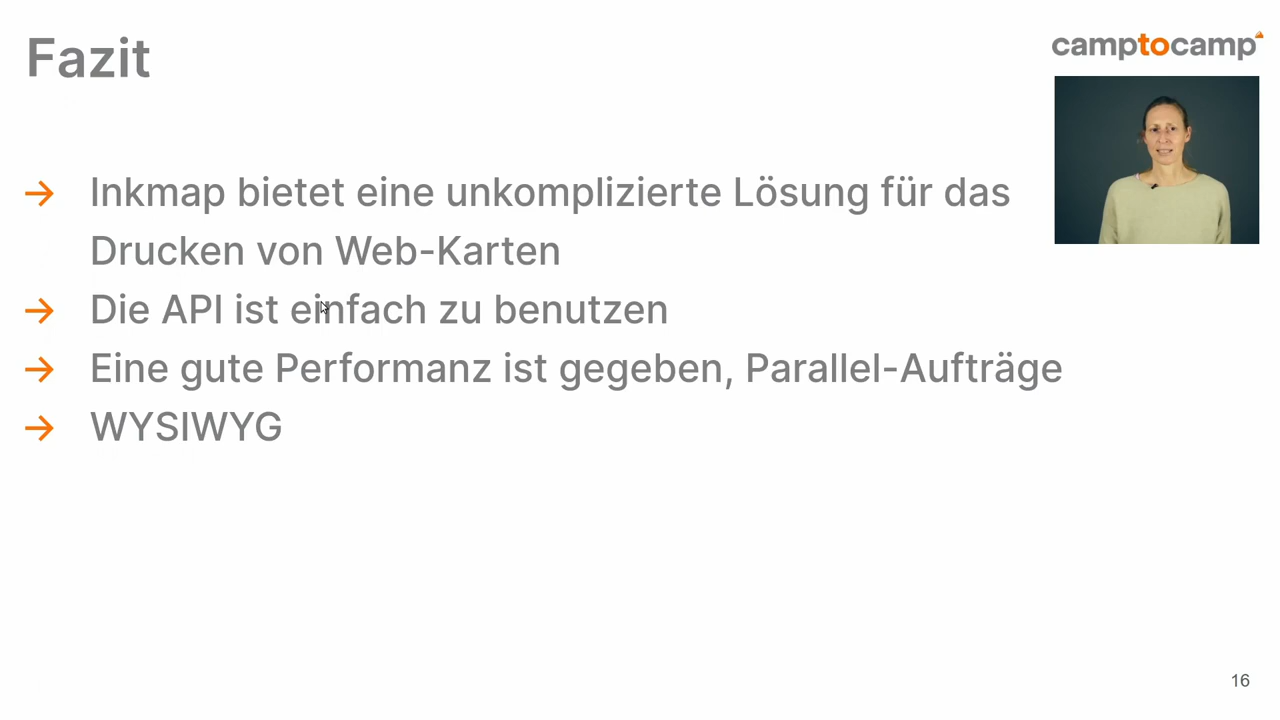 Fazit
camptocamp
Inkmap bietet eine unkomplizierte Lösung für das
Drucken von Web-Karten
Die API ist einfach zu benutzen
Eine gute Performanz ist gegeben, Parallel-Aufträge
WYSIWYG
16